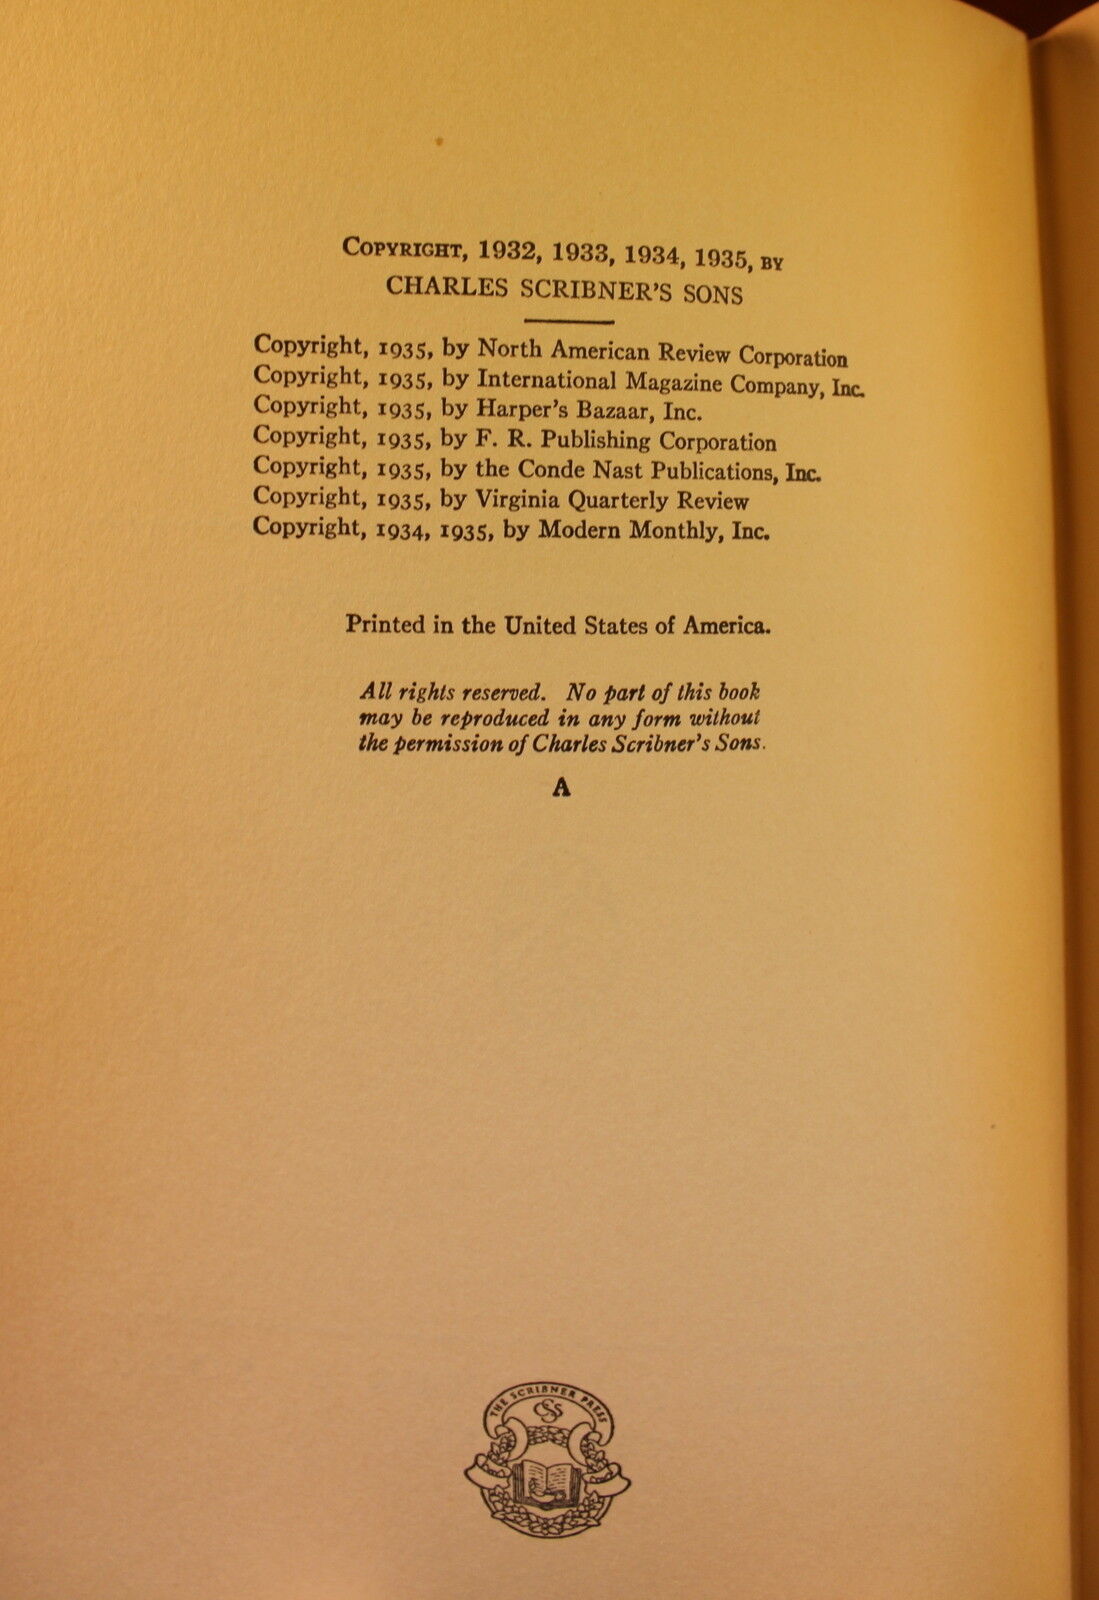 COPYRIGHT, 1932, 1933, 1934, 1935, BY
CHARLES SCRIBNER'S SONS
Copyright, 1935, by North American Review Corporation
Copyright, 1935, by International Magazine Company, Inc.
Copyright, 1935, by Harper's Bazaar, Inc.
Copyright, 1935, by F. R. Publishing Corporation
Copyright, 1935, by the Conde Nast Publications, Inc.
Copyright, 1935, by Virginia Quarterly Review
Copyright, 1934, 1935, by Modern Monthly, Inc.
Printed in the United States of America.
All rights reserved. No part of this book
may be reproduced in any form without
the permission of Charles Scribner's Sons.
A
THE SCRIBNER PRESS
CSS